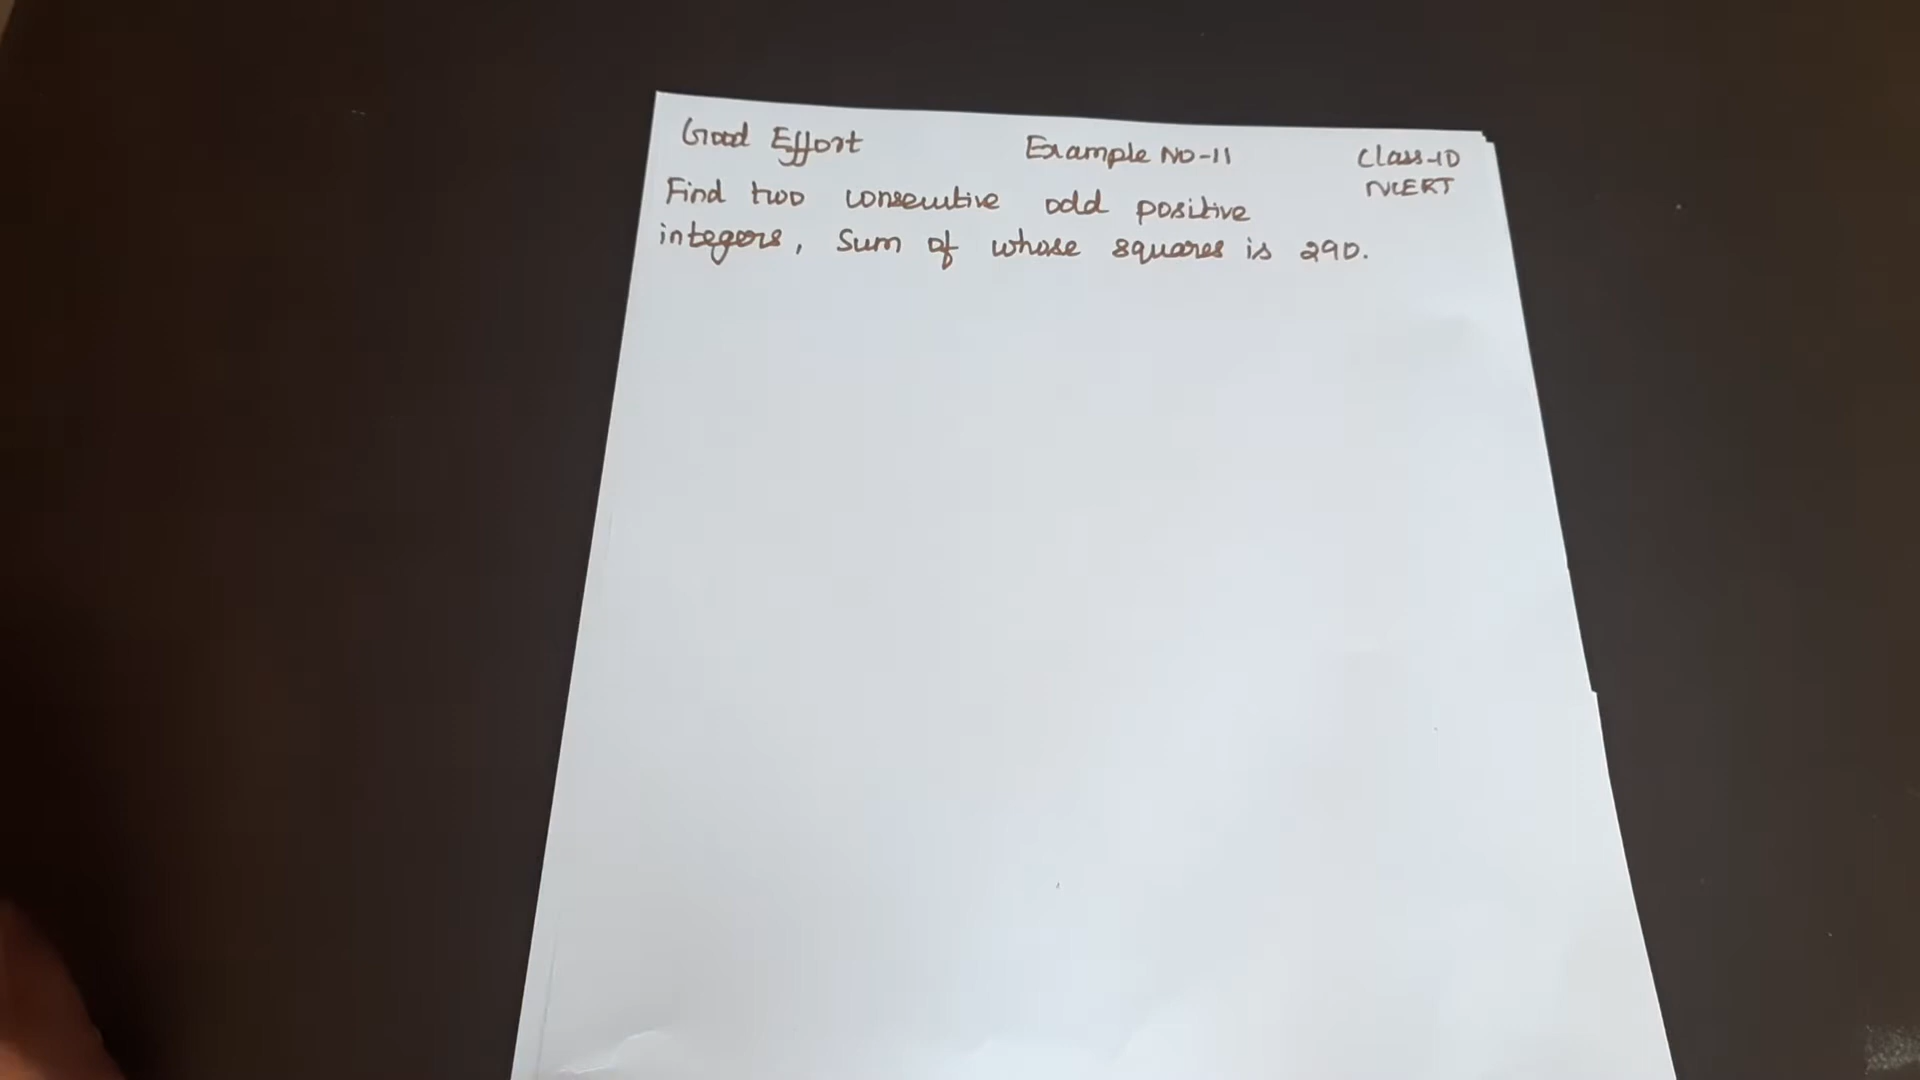 Good Effort Example No-11 Class-10
NCERT
Find two consecutive odd positive
integers, sum of whose squares is 290.